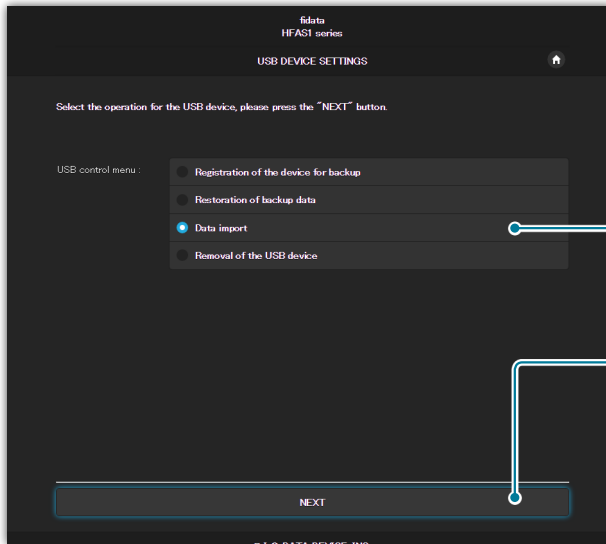 fidata
HFAS1 series
USB DEVICE SETTINGS
Select the operation for the USB device, please press the "NEXT" button.
USB control menu :
Registration of the device for backup
Restoration of backup data
Data import
Removal of the USB device
NEXT